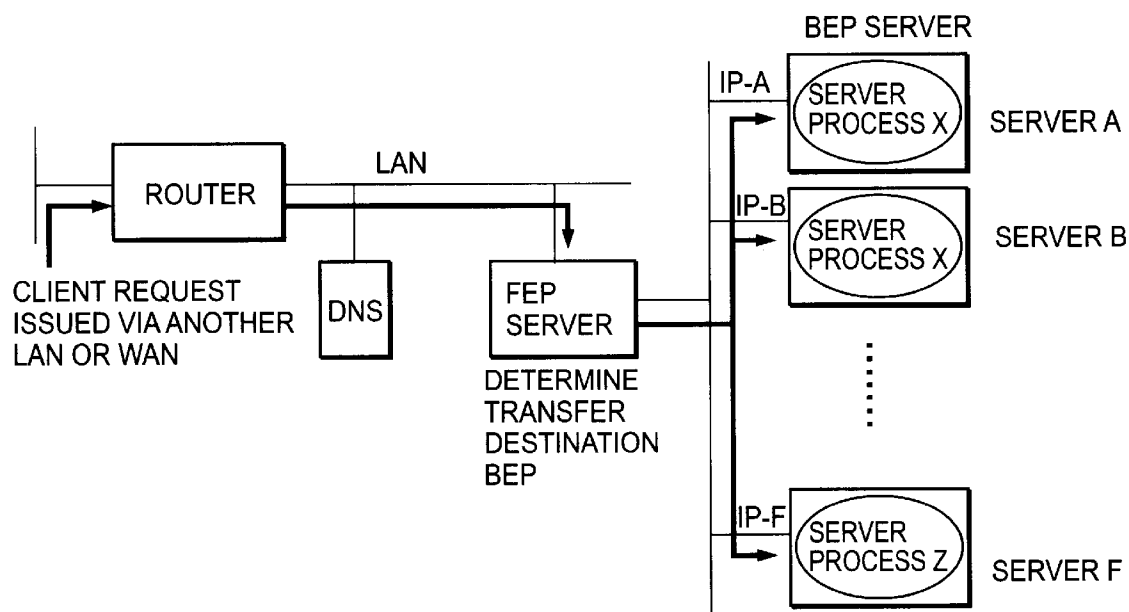 BEP SERVER
IP-A
SERVER
PROCESS X
SERVER A
LAN
ROUTER
IP-B
SERVER
PROCESS X
SERVER B
CLIENT REQUEST
ISSUED VIA ANOTHER
LAN OR WAN
DNS
FEP
SERVER
DETERMINE
TRANSFER
DESTINATION
BEP
IP-F
SERVER
PROCESS Z
SERVER F